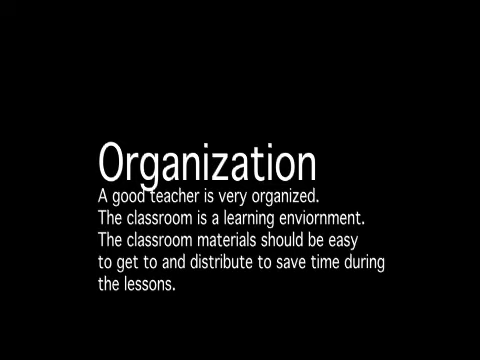 Organization
A good teacher is very organized.
The classroom is a learning enviornment.
The classroom materials should be easy
to get to and distribute to save time during
the lessons.